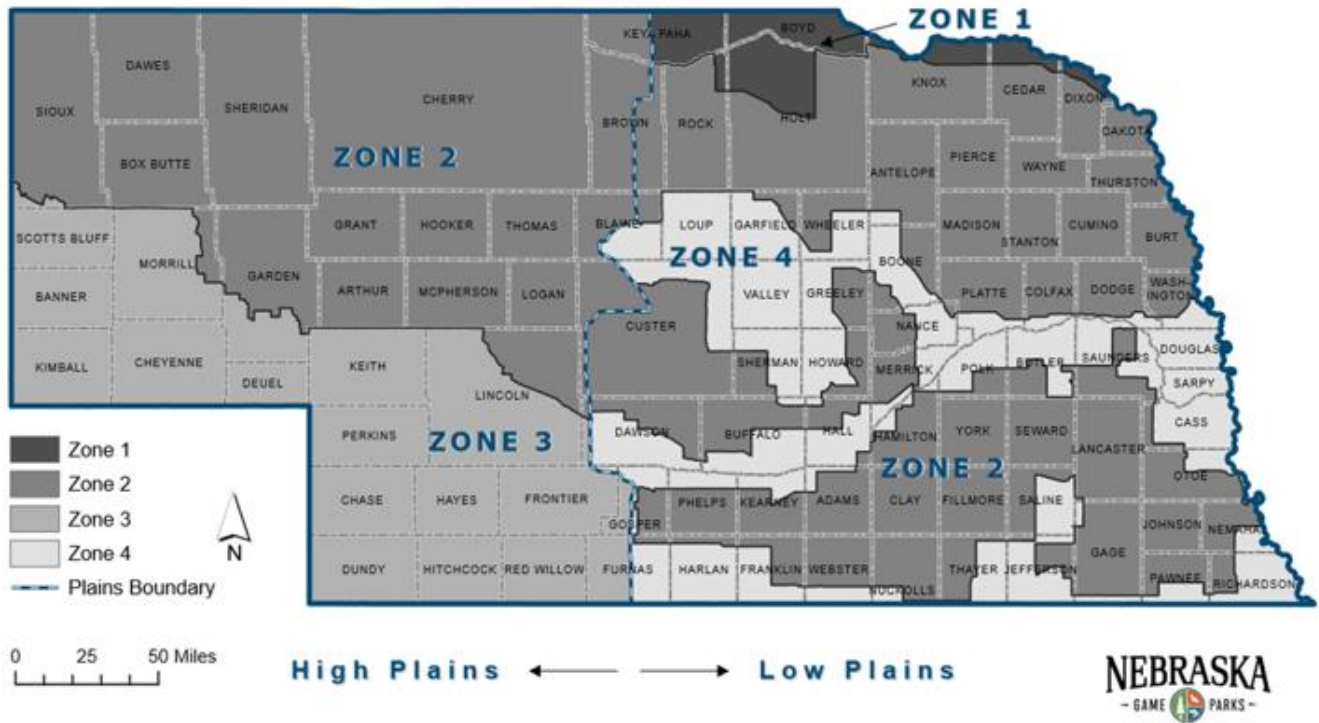 ZONE 1
KEYA PAHA
BOYD
DAWES
SIOUX
SHERIDAN
CHERRY
BOX BUTTE
ZONE 2
BROWN
ROCK
HOLT
KNOX
CEDAR
DIXON
DAKOTA
ANTELOPE
PIERCE
WAYNE
THURSTON
SCOTTS BLUFF
MORRILL
GRANT
HOOKER
THOMAS
BLAINE
LOUP
GARFIELD
WHEELER
MADISON
STANTON
CUMING
BURT
BANNER
GARDEN
ARTHUR
MCPHERSON
LOGAN
ZONE 4
BOONE
CUSTER
VALLEY
GREELEY
PLATTE
COLFAX
DODGE
WASH-
INGTON
KIMBALL
CHEYENNE
DEUEL
KEITH
LINCOLN
SHERMAN
HOWARD
NANCE
MERRICK
POLK
BUTLER
SAUNDERS
DOUGLAS
SARPY
PERKINS
ZONE 3
DAWSON
BUFFALO
HALL
HAMILTON
YORK
SEWARD
LANCASTER
CASS
ZONE 2
OTOE
CHASE
HAYES
FRONTIER
GOSPER
PHELPS
KEARNEY
ADAMS
CLAY
FILLMORE
SALINE
JOHNSON
NEMAHA
GAGE
DUNDY
HITCHCOCK
RED WILLOW
FURNAS
HARLAN
FRANKLIN
WEBSTER
NUCKOLLS
THAYER
JEFFERSON
PAWNEE
RICHARDSON
Zone 1
Zone 2
Zone 3
Zone 4
Plains Boundary
N
0 25 50 Miles
High Plains
Low Plains
NEBRASKA
- GAME PARKS -